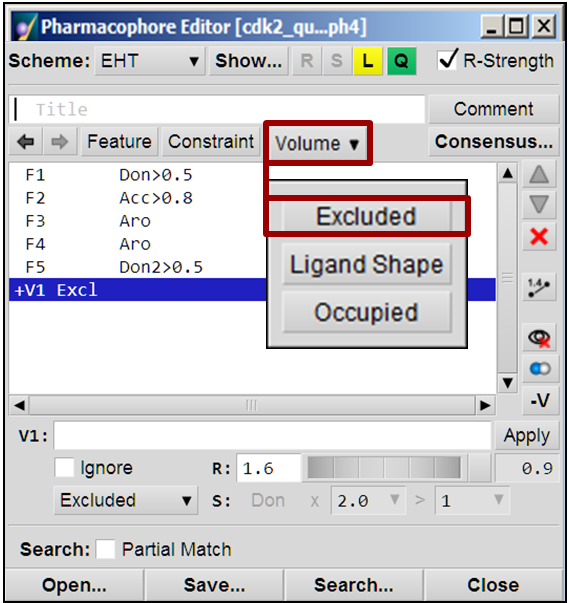 Pharmacophore Editor [cdk2_qu...ph4]
Scheme: EHT Show... R S L Q R-Strength
Title Comment
Feature Constraint Volume Consensus...
F1 Don>0.5
F2 Acc>0.8
F3 Aro
F4 Aro
F5 Don2>0.5
+V1 Excl
Excluded
Ligand Shape
Occupied
1,4
-V
V1: Apply
Ignore R: 1.6 0.9
Excluded S: Don x 2.0 > 1
Search: Partial Match
Open... Save... Search... Close